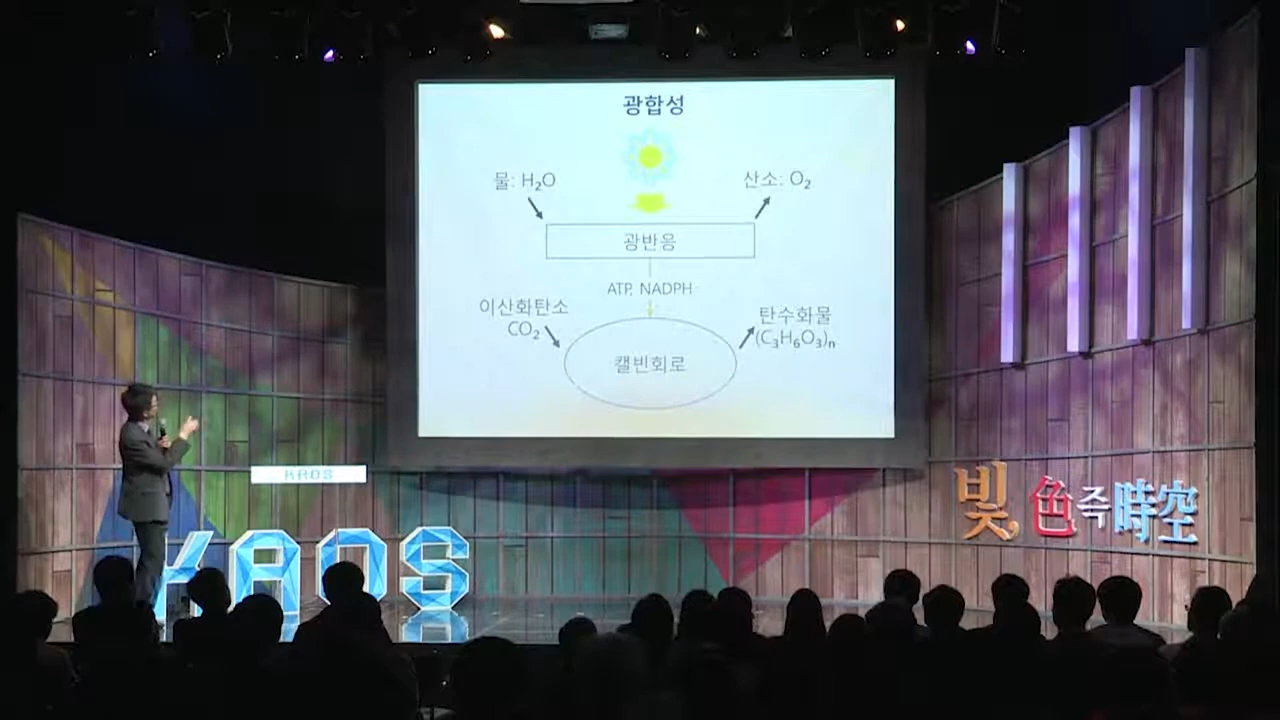 광합성
물: H₂O
산소: O₂
광반응
ATP, NADPH
이산화탄소
CO₂
탄수화물
(C₃H₆O₃)n
캘빈회로
KAOS
KAOS
빛, 色즉時空